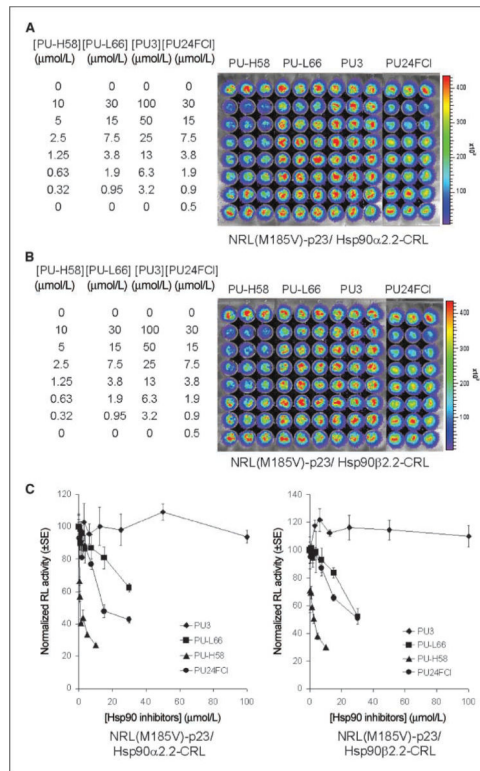 A
[PU-H58][PU-L66] [PU3][PU24FCl]
(μmol/L) (μmol/L) (μmol/L) (μmol/L)
0 0 0 0
10 30 100 30
5 15 50 15
2.5 7.5 25 7.5
1.25 3.8 13 3.8
0.63 1.9 6.3 1.9
0.32 0.95 3.2 0.9
0 0 0 0.5
PU-H58 PU-L66 PU3 PU24FCl
400
300
200
100
NRL(M185V)-p23/ Hsp90α2.2-CRL
B
[PU-H58][PU-L66] [PU3][PU24FCl]
(μmol/L) (μmol/L) (μmol/L) (μmol/L)
0 0 0 0
10 30 100 30
5 15 50 15
2.5 7.5 25 7.5
1.25 3.8 13 3.8
0.63 1.9 6.3 1.9
0.32 0.95 3.2 0.9
0 0 0 0.5
PU-H58 PU-L66 PU3 PU24FCl
400
300
200
100
NRL(M185V)-p23/ Hsp90β2.2-CRL
C
Normalized RL activity (±SE)
120
100
80
60
40
20
0
0 20 40 60 80 100
PU3
PU-L66
PU-H58
PU24FCl
[Hsp90 inhibitors] (μmol/L)
NRL(M185V)-p23/
Hsp90α2.2-CRL
Normalized RL activity (±SE)
140
120
100
80
60
40
20
0
0 20 40 60 80 100
PU3
PU-L66
PU-H58
PU24FCl
[Hsp90 inhibitors] (μmol/L)
NRL(M185V)-p23/
Hsp90β2.2-CRL